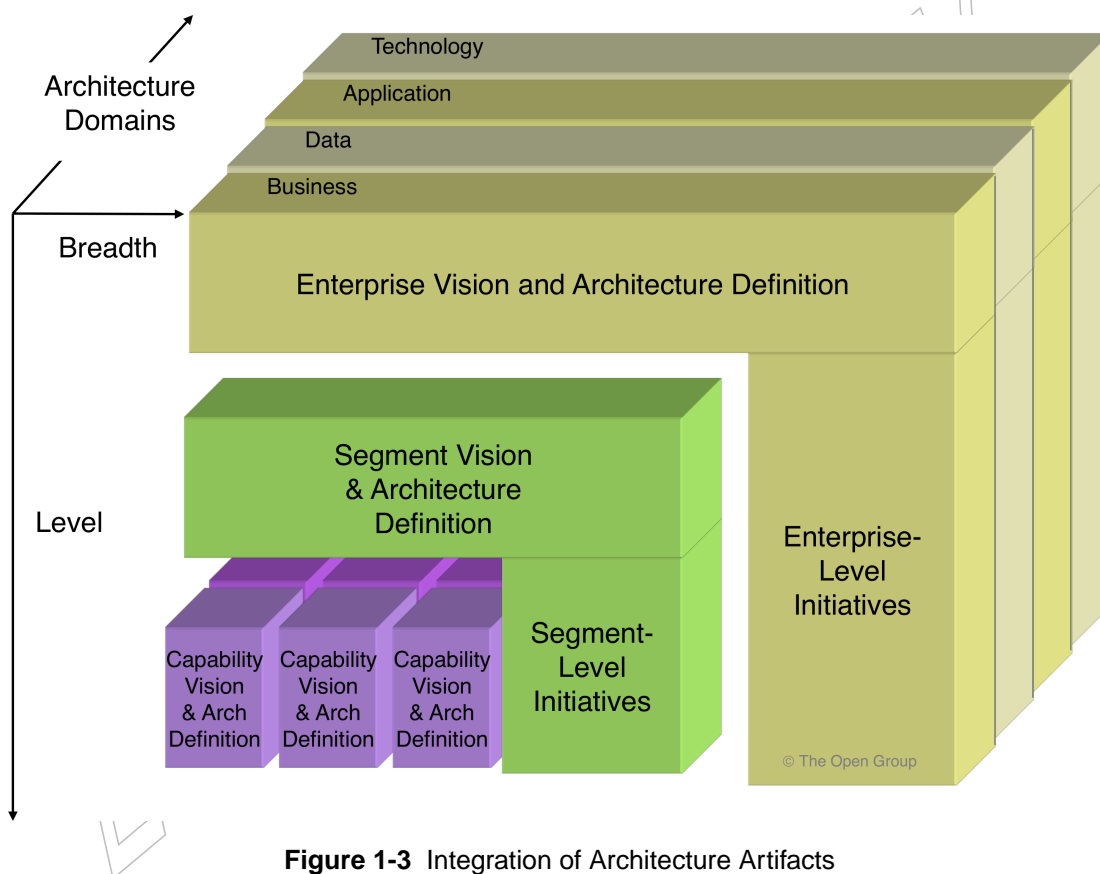 Technology
Application
Data
Business
Architecture
Domains
Breadth
Level
Enterprise Vision and Architecture Definition
Segment Vision
& Architecture
Definition
Enterprise-
Level
Initiatives
Segment-
Level
Initiatives
Capability
Vision
& Arch
Definition
Capability
Vision
& Arch
Definition
Capability
Vision
& Arch
Definition
© The Open Group
Figure 1-3 Integration of Architecture Artifacts